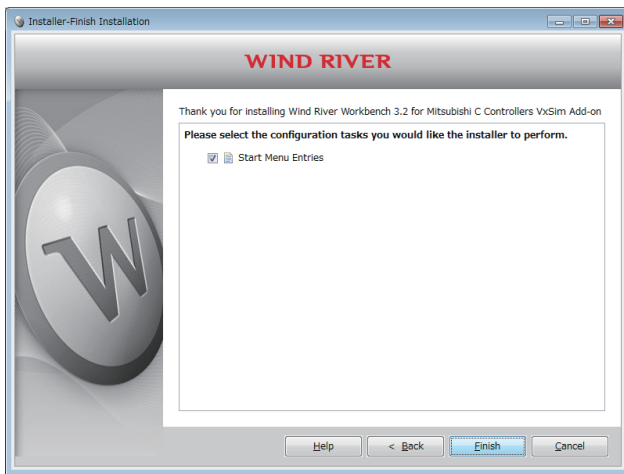 Installer-Finish Installation
WIND RIVER
Thank you for installing Wind River Workbench 3.2 for Mitsubishi C Controllers VxSim Add-on
Please select the configuration tasks you would like the installer to perform.
Start Menu Entries
W
Help < Back Finish Cancel